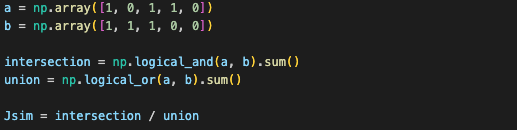 a = np.array([1, 0, 1, 1, 0])
b = np.array([1, 1, 1, 0, 0])
intersection = np.logical_and(a, b).sum()
union = np.logical_or(a, b).sum()
Jsim = intersection / union